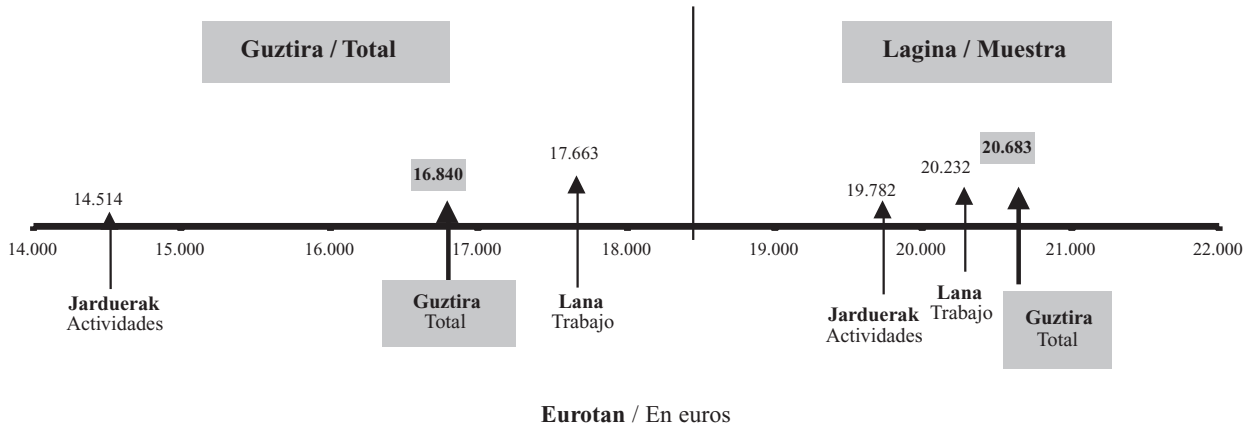 Guztira / Total
Lagina / Muestra
14.514
16.840
17.663
19.782
20.232
20.683
14.000
15.000
16.000
17.000
18.000
19.000
20.000
21.000
22.000
Jarduerak
Actividades
Guztira
Total
Lana
Trabajo
Jarduerak
Actividades
Lana
Trabajo
Guztira
Total
Eurotan / En euros